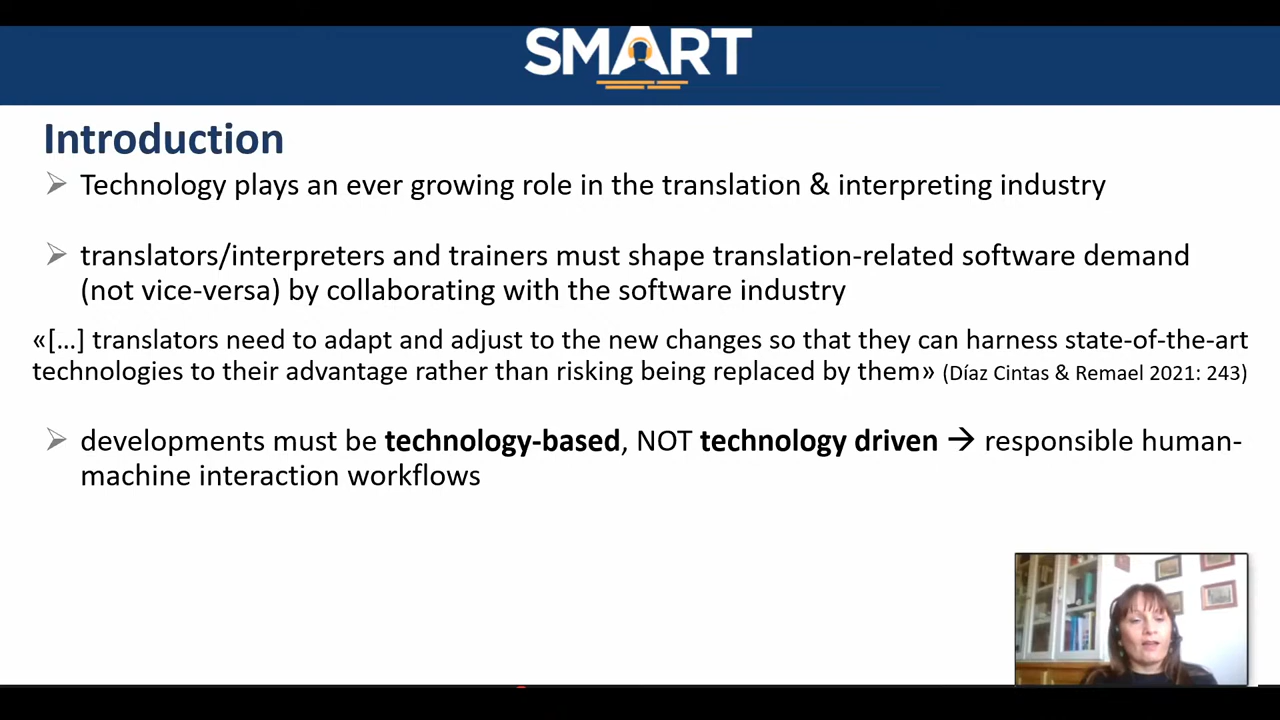 SMART
Introduction
Technology plays an ever growing role in the translation & interpreting industry
translators/interpreters and trainers must shape translation-related software demand
(not vice-versa) by collaborating with the software industry
«[…] translators need to adapt and adjust to the new changes so that they can harness state-of-the-art
technologies to their advantage rather than risking being replaced by them» (Díaz Cintas & Remael 2021: 243)
developments must be technology-based, NOT technology driven → responsible human-
machine interaction workflows